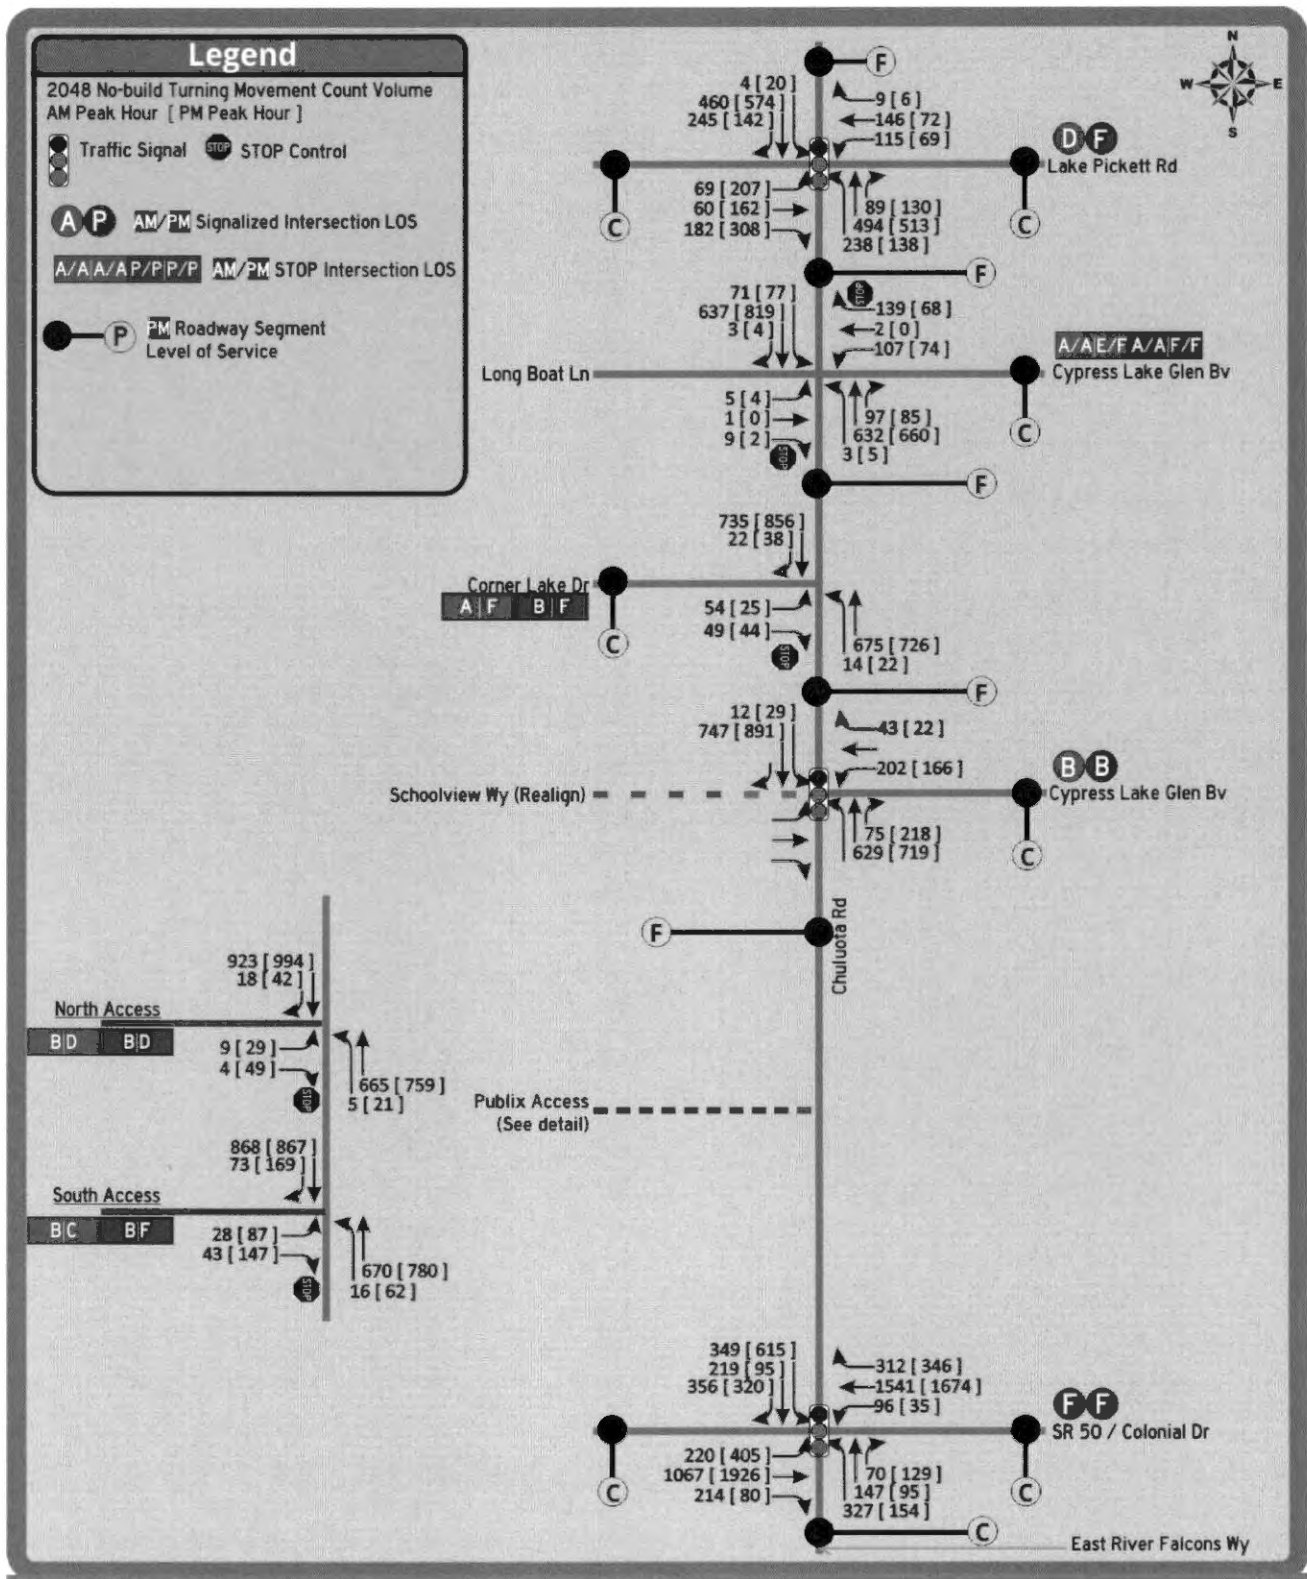 Legend
2048 No-build Turning Movement Count Volume
AM Peak Hour [ PM Peak Hour ]
Traffic Signal STOP STOP Control
A P AM/PM Signalized Intersection LOS
A/A A/A P/P P/P AM/PM STOP Intersection LOS
P PM Roadway Segment
Level of Service
N
W E
S
F
4 [ 20 ]
460 [ 574 ]
245 [ 142 ]
9 [ 6 ]
146 [ 72 ]
115 [ 69 ]
D F
Lake Pickett Rd
C
C
69 [ 207 ]
60 [ 162 ]
182 [ 308 ]
89 [ 130 ]
494 [ 513 ]
238 [ 138 ]
F
71 [ 77 ]
637 [ 819 ]
3 [ 4 ]
STOP
139 [ 68 ]
2 [ 0 ]
107 [ 74 ]
A/A E/F A/A F/F
Long Boat Ln
Cypress Lake Glen Bv
C
5 [ 4 ]
1 [ 0 ]
9 [ 2 ]
STOP
97 [ 85 ]
632 [ 660 ]
3 [ 5 ]
F
735 [ 856 ]
22 [ 38 ]
Corner Lake Dr
A F B F
C
54 [ 25 ]
49 [ 44 ]
STOP
675 [ 726 ]
14 [ 22 ]
F
12 [ 29 ]
747 [ 891 ]
43 [ 22 ]
202 [ 166 ]
B B
Schoolview Wy (Realign)
Cypress Lake Glen Bv
C
75 [ 218 ]
629 [ 719 ]
F
Chuluota Rd
923 [ 994 ]
18 [ 42 ]
North Access
B D B D
9 [ 29 ]
4 [ 49 ]
STOP
665 [ 759 ]
5 [ 21 ]
Publix Access
(See detail)
868 [ 867 ]
73 [ 169 ]
South Access
B C B F
28 [ 87 ]
43 [ 147 ]
STOP
670 [ 780 ]
16 [ 62 ]
349 [ 615 ]
219 [ 95 ]
356 [ 320 ]
312 [ 346 ]
1541 [ 1674 ]
96 [ 35 ]
F F
SR 50 / Colonial Dr
C
C
220 [ 405 ]
1067 [ 1926 ]
214 [ 80 ]
70 [ 129 ]
147 [ 95 ]
327 [ 154 ]
C
East River Falcons Wy